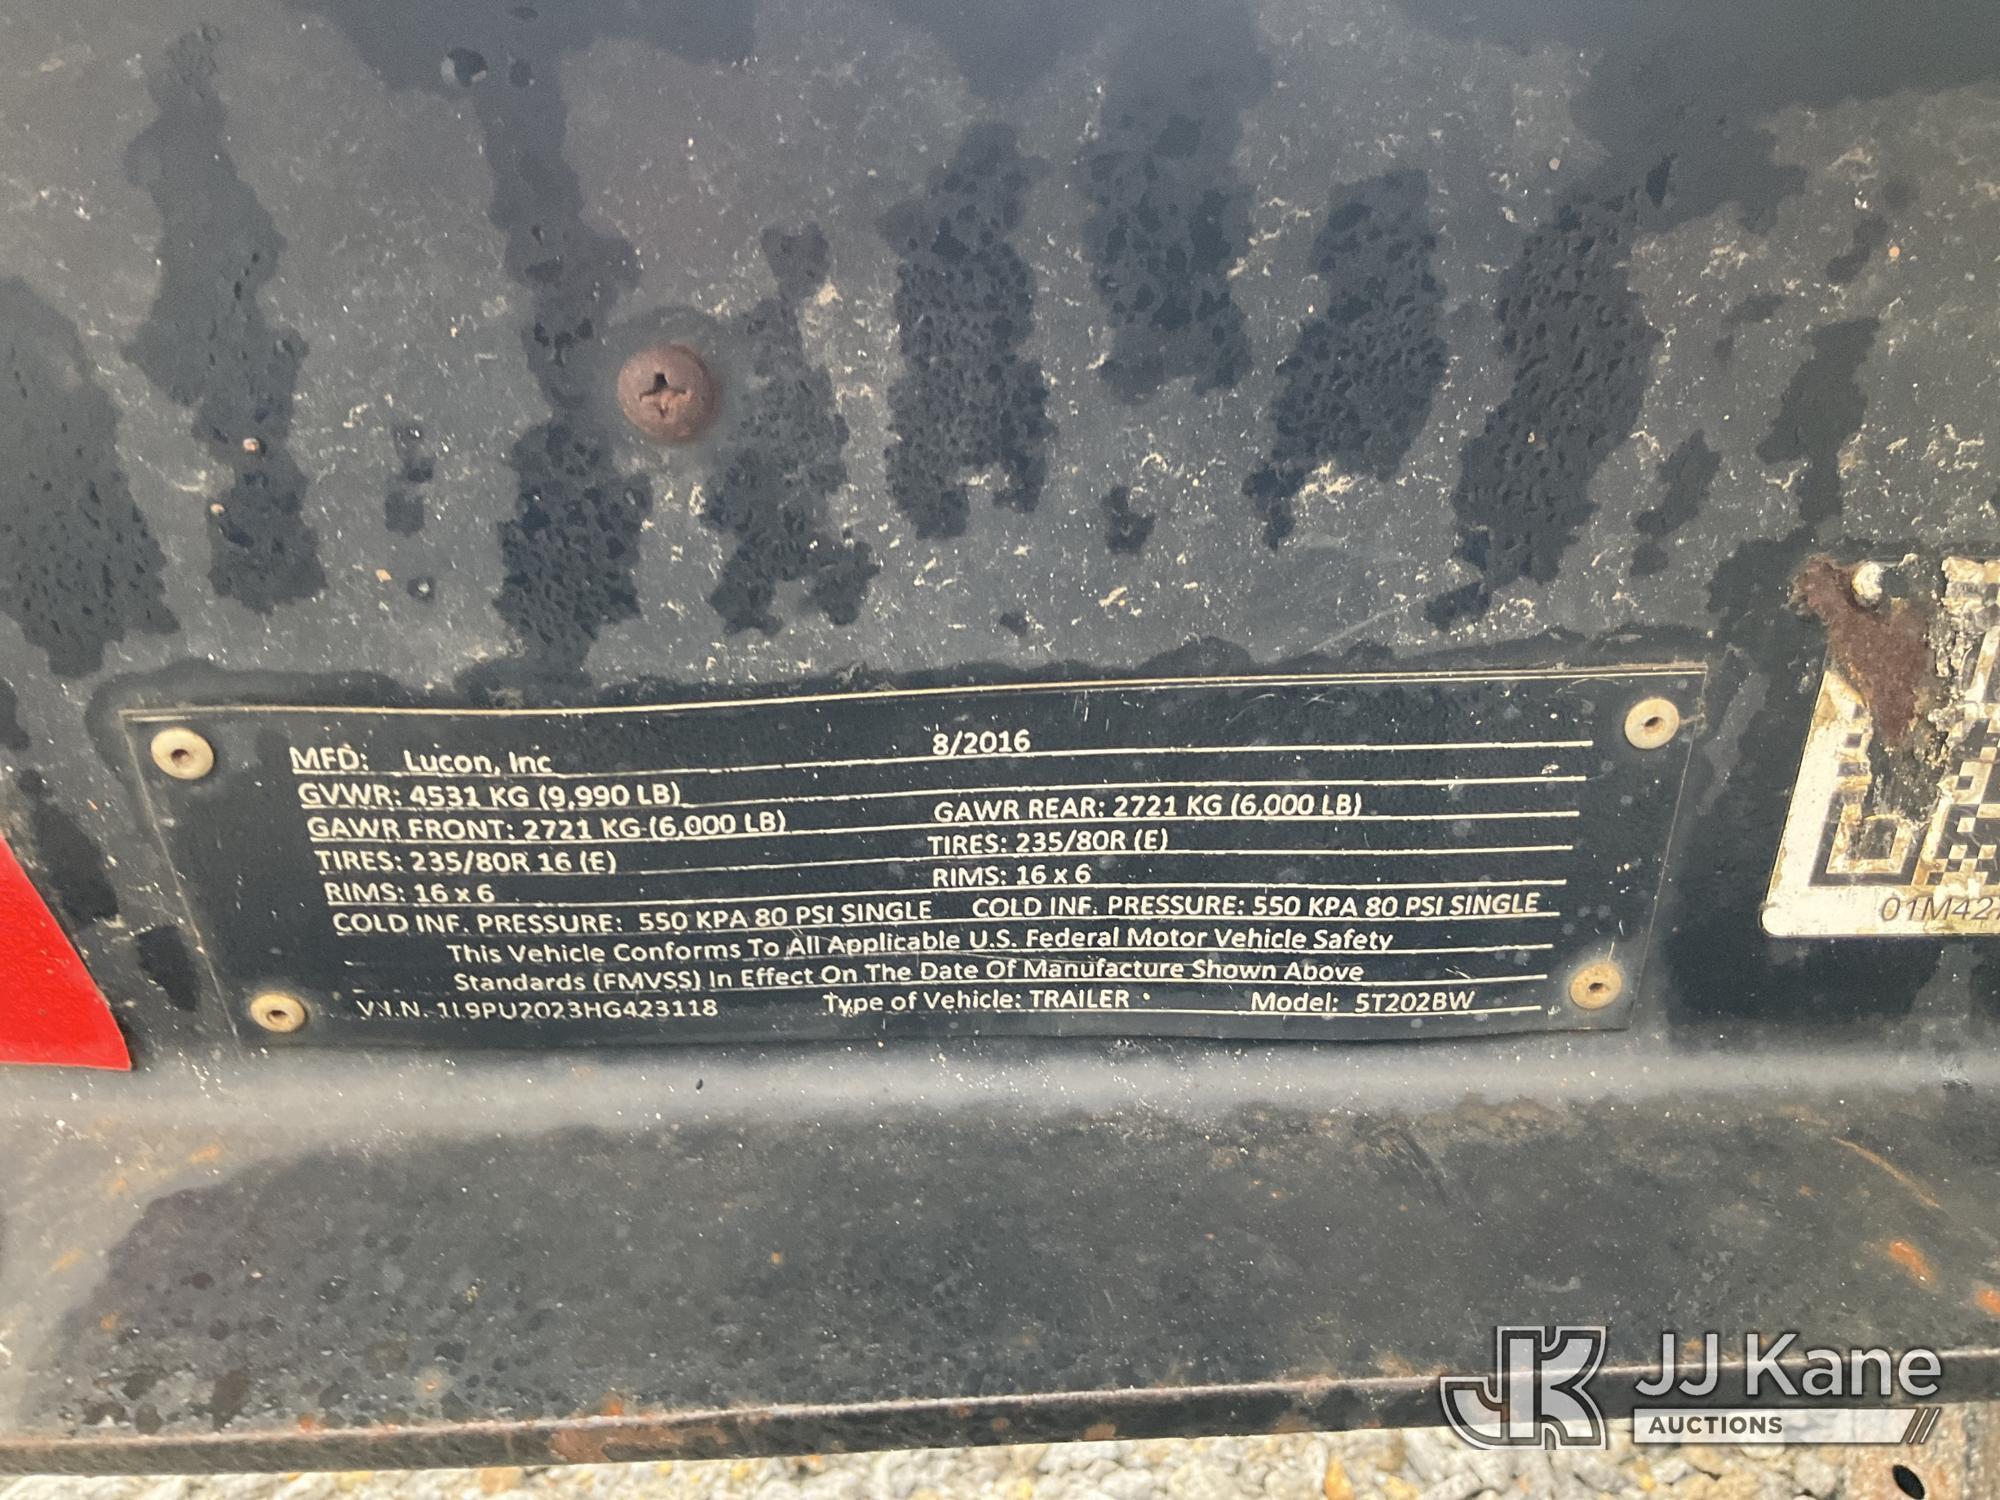 MFD: Lucon, Inc 8/2016
GVWR: 4531 KG (9,990 LB)
GAWR FRONT: 2721 KG (6,000 LB) GAWR REAR: 2721 KG (6,000 LB)
TIRES: 235/80R 16 (E) TIRES: 235/80R (E)
RIMS: 16 x 6 RIMS: 16 x 6
COLD INF. PRESSURE: 550 KPA 80 PSI SINGLE COLD INF. PRESSURE: 550 KPA 80 PSI SINGLE
This Vehicle Conforms To All Applicable U.S. Federal Motor Vehicle Safety
Standards (FMVSS) In Effect On The Date Of Manufacture Shown Above
V.I.N. 1L9PU2023HG423118 Type of Vehicle: TRAILER Model: 5T202BW
JJ Kane
AUCTIONS